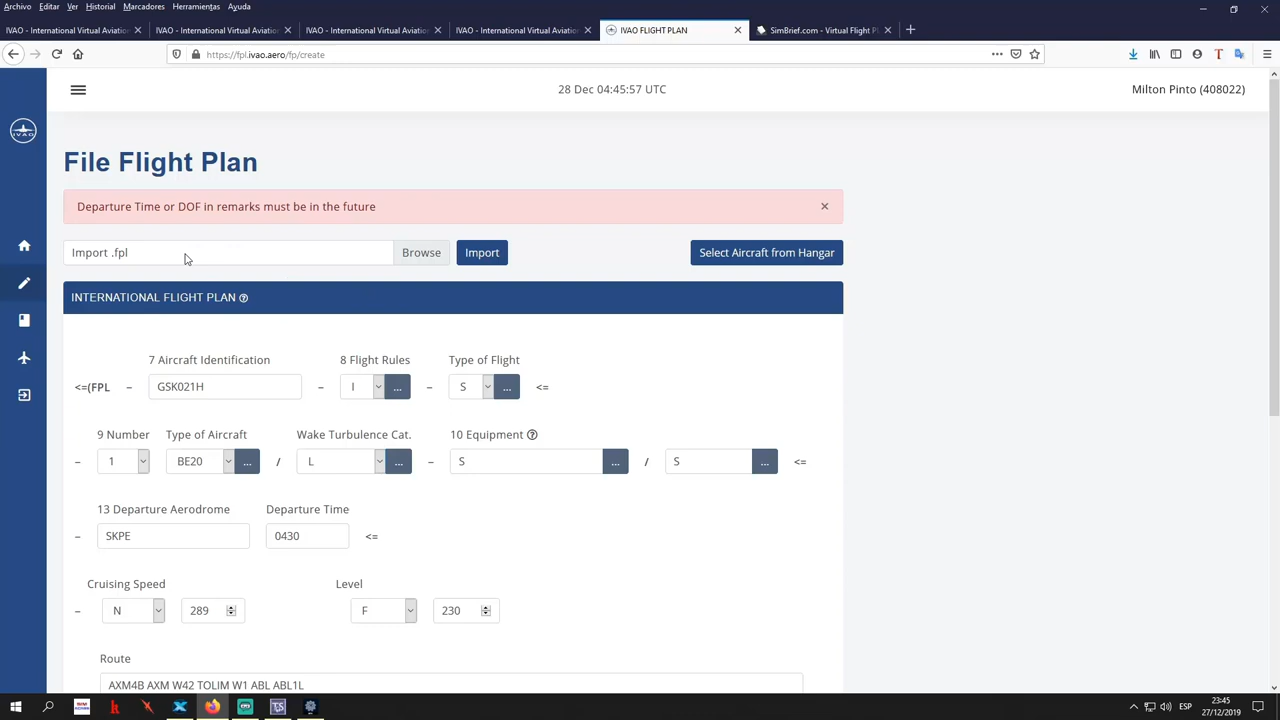 Archivo Editar Ver Historial Marcadores Herramientas Ayuda
IVAO - International Virtual Aviation
IVAO - International Virtual Aviation
IVAO - International Virtual Aviation
IVAO - International Virtual Aviation
IVAO FLIGHT PLAN
SimBrief.com - Virtual Flight Pl
https://fpl.ivao.aero/fp/create
28 Dec 04:45:57 UTC
Milton Pinto (408022)
IVAO
File Flight Plan
Departure Time or DOF in remarks must be in the future
Import .fpl
Browse
Import
Select Aircraft from Hangar
INTERNATIONAL FLIGHT PLAN
7 Aircraft Identification
8 Flight Rules
Type of Flight
<=(FPL – GSK021H – I ... – S ... <=
9 Number
Type of Aircraft
Wake Turbulence Cat.
10 Equipment
– 1 BE20 ... / L ... – S ... / S ... <=
13 Departure Aerodrome
Departure Time
– SKPE 0430 <=
Cruising Speed
Level
– N 289 F 230
Route
AXM4B AXM W42 TOLIM W1 ABL ABL1L
ESP
23:45
27/12/2019